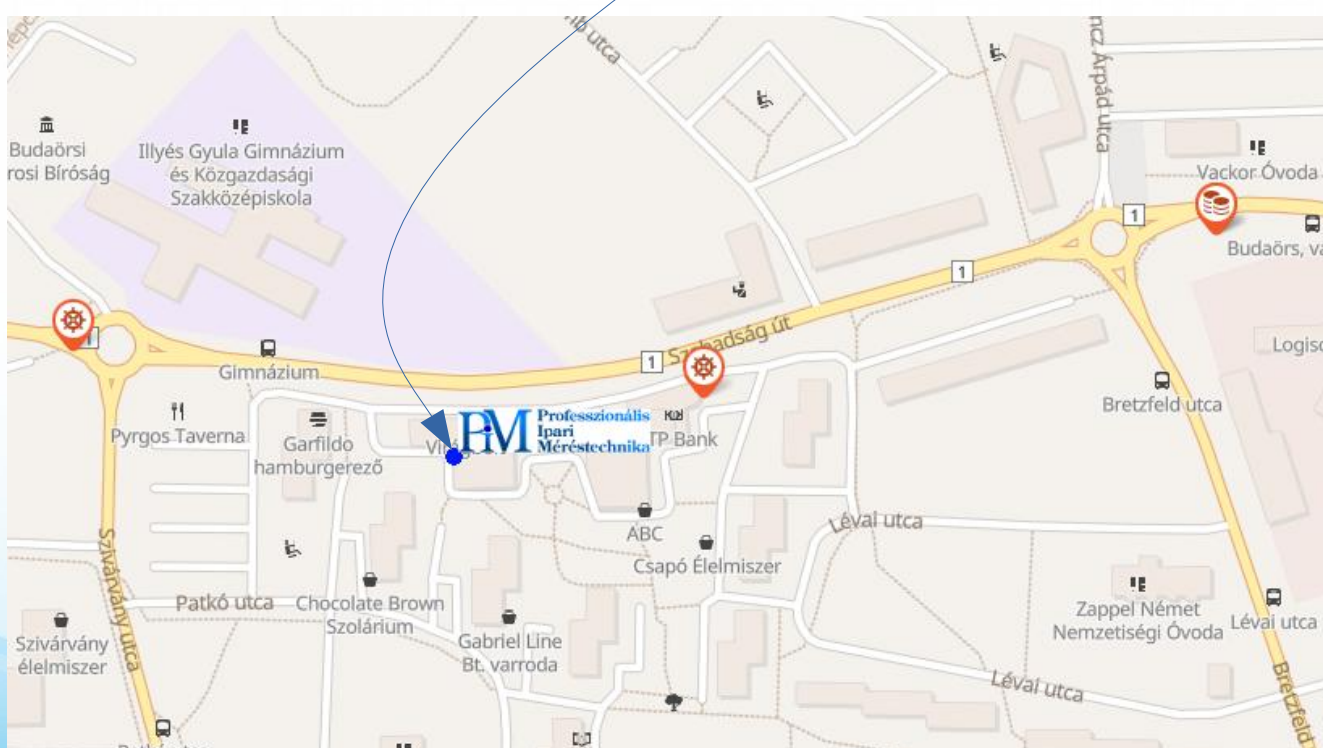 utca
Árpád utca
Budaörsi
rosi Bíróság
Illyés Gyula Gimnázium
és Közgazdasági
Szakközépiskola
Vackor Óvoda
1
Budaörs, va
1
Szabadság út
1
1
Gimnázium
Logisc
Bretzfeld utca
Pyrgos Taverna
Garfildo
hamburgerező
PiM
Professzionális
Ipari
Méréstechnika
TP Bank
ABC
Csapó Élelmiszer
Lévai utca
Szivárvány utca
Patkó utca
Chocolate Brown
Szolárium
Gabriel Line
Bt. varroda
Szivárvány
élelmiszer
Zappel Német
Nemzetiségi Óvoda
Lévai utca
Lévai utca
Bretzfeld